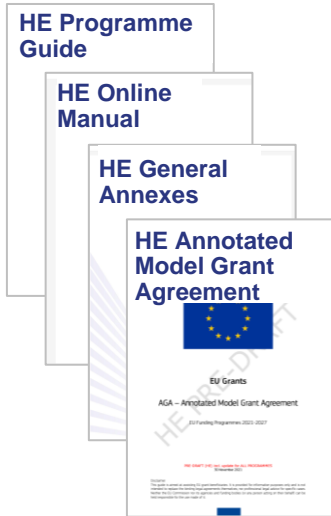 HE Programme
Guide
HE Online
Manual
HE General
Annexes
HE Annotated
Model Grant
Agreement
HE PRE-DRAFT
EU Grants
AGA – Annotated Model Grant Agreement
EU Funding Programmes 2021-2027